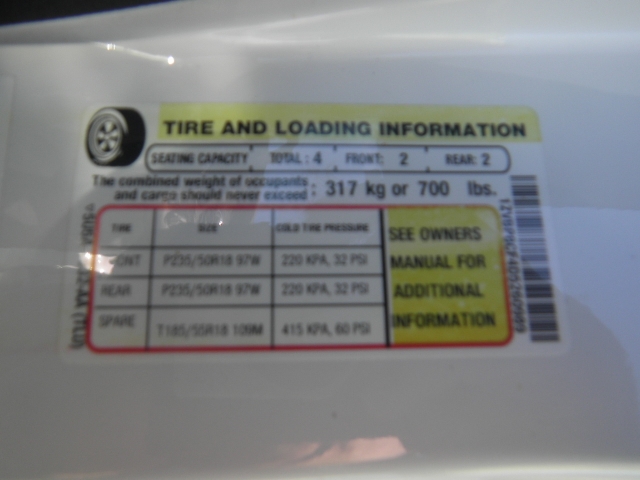 TIRE AND LOADING INFORMATION
SEATING CAPACITY TOTAL: 4 FRONT: 2 REAR: 2
The combined weight of occupants and cargo should never exceed : 317 kg or 700 lbs.
TIRE SIZE COLD TIRE PRESSURE
FRONT P235/50R18 97W 220 KPA, 32 PSI
REAR P235/50R18 97W 220 KPA, 32 PSI
SPARE T185/55R18 109M 415 KPA, 60 PSI
SEE OWNERS
MANUAL FOR
ADDITIONAL
INFORMATION